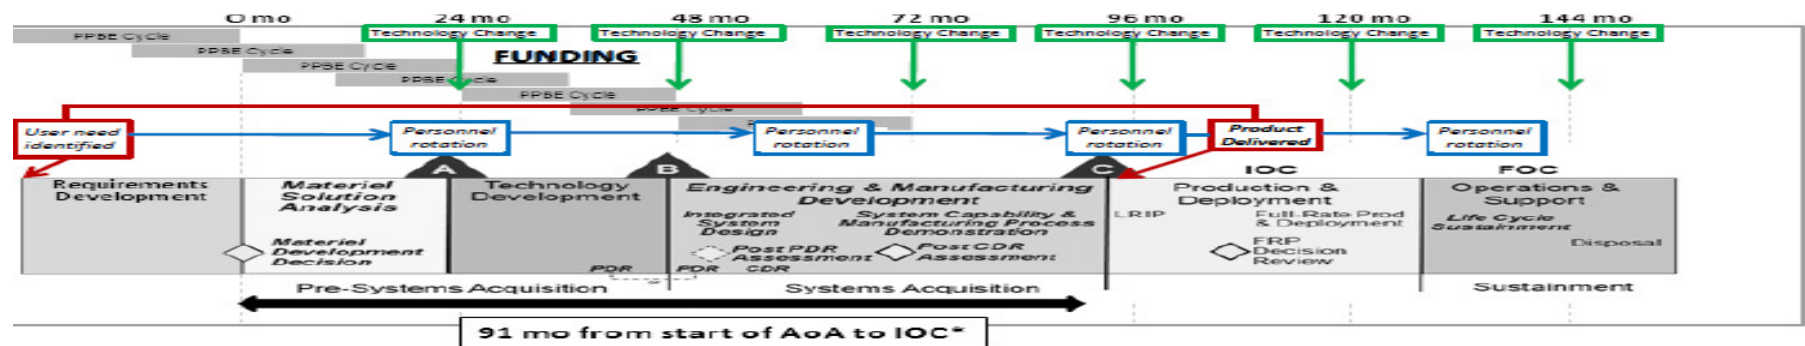 0 mo 24 mo 48 mo 72 mo 96 mo 120 mo 144 mo
Technology Change Technology Change Technology Change Technology Change Technology Change Technology Change
PPBE Cycle
PPBE Cycle
FUNDING
PPBE Cycle
PPBE Cycle
PPBE Cycle
PPBE Cycle
User need
identified
Personnel
rotation
Personnel
rotation
Personnel
rotation
Product
Delivered
Personnel
rotation
A B C IOC FOC
Requirements
Development
Materiel
Solution
Analysis
Materiel
Development
Decision
Technology
Development
PDR
Engineering & Manufacturing
Development
Integrated
System
Design
System Capability &
Manufacturing Process
Demonstration
Post PDR
Assessment
Post CDR
Assessment
PDR CDR
Production &
Deployment
LRIP
Full-Rate Prod
& Deployment
FRP
Decision
Review
Operations &
Support
Life Cycle
Sustainment
Disposal
Pre-Systems Acquisition Systems Acquisition Sustainment
91 mo from start of AoA to IOC*